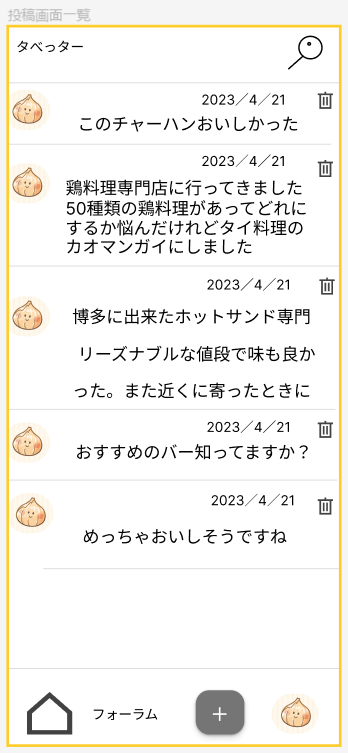 投稿画面一覧
タベっター
2023／4／21
このチャーハンおいしかった
2023／4／21
鶏料理専門店に行ってきました
50種類の鶏料理があってどれに
するか悩んだけれどタイ料理の
カオマンガイにしました
2023／4／21
博多に出来たホットサンド専門
リーズナブルな値段で味も良か
った。また近くに寄ったときに
2023／4／21
おすすめのバー知ってますか？
2023／4／21
めっちゃおいしそうですね
フォーラム
+